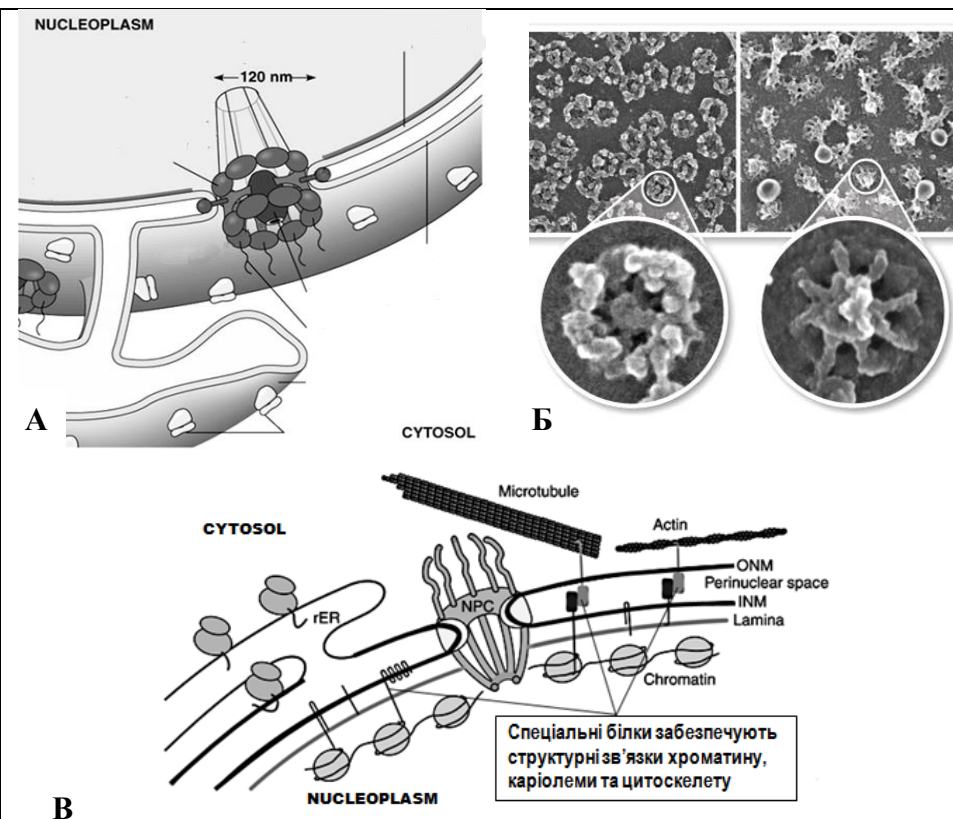 NUCLEOPLASM
120 nm
А
Б
CYTOSOL
Microtubule
CYTOSOL
Actin
ONM
Perinuclear space
NPC
rER
INM
Lamina
Chromatin
Спеціальні білки забезпечують
структурні зв’язки хроматину,
каріолеми та цитоскелету
NUCLEOPLASM
В